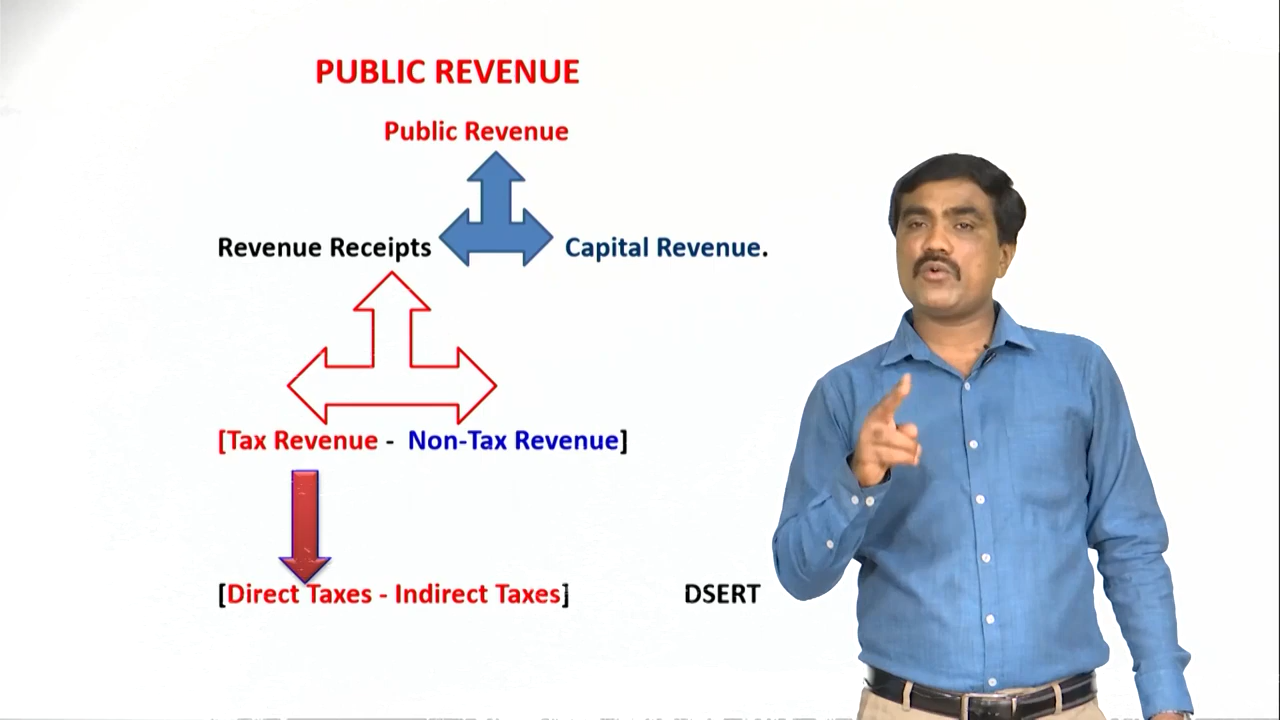 PUBLIC REVENUE
Public Revenue
Revenue Receipts Capital Revenue.
[Tax Revenue - Non-Tax Revenue]
[Direct Taxes - Indirect Taxes] DSERT